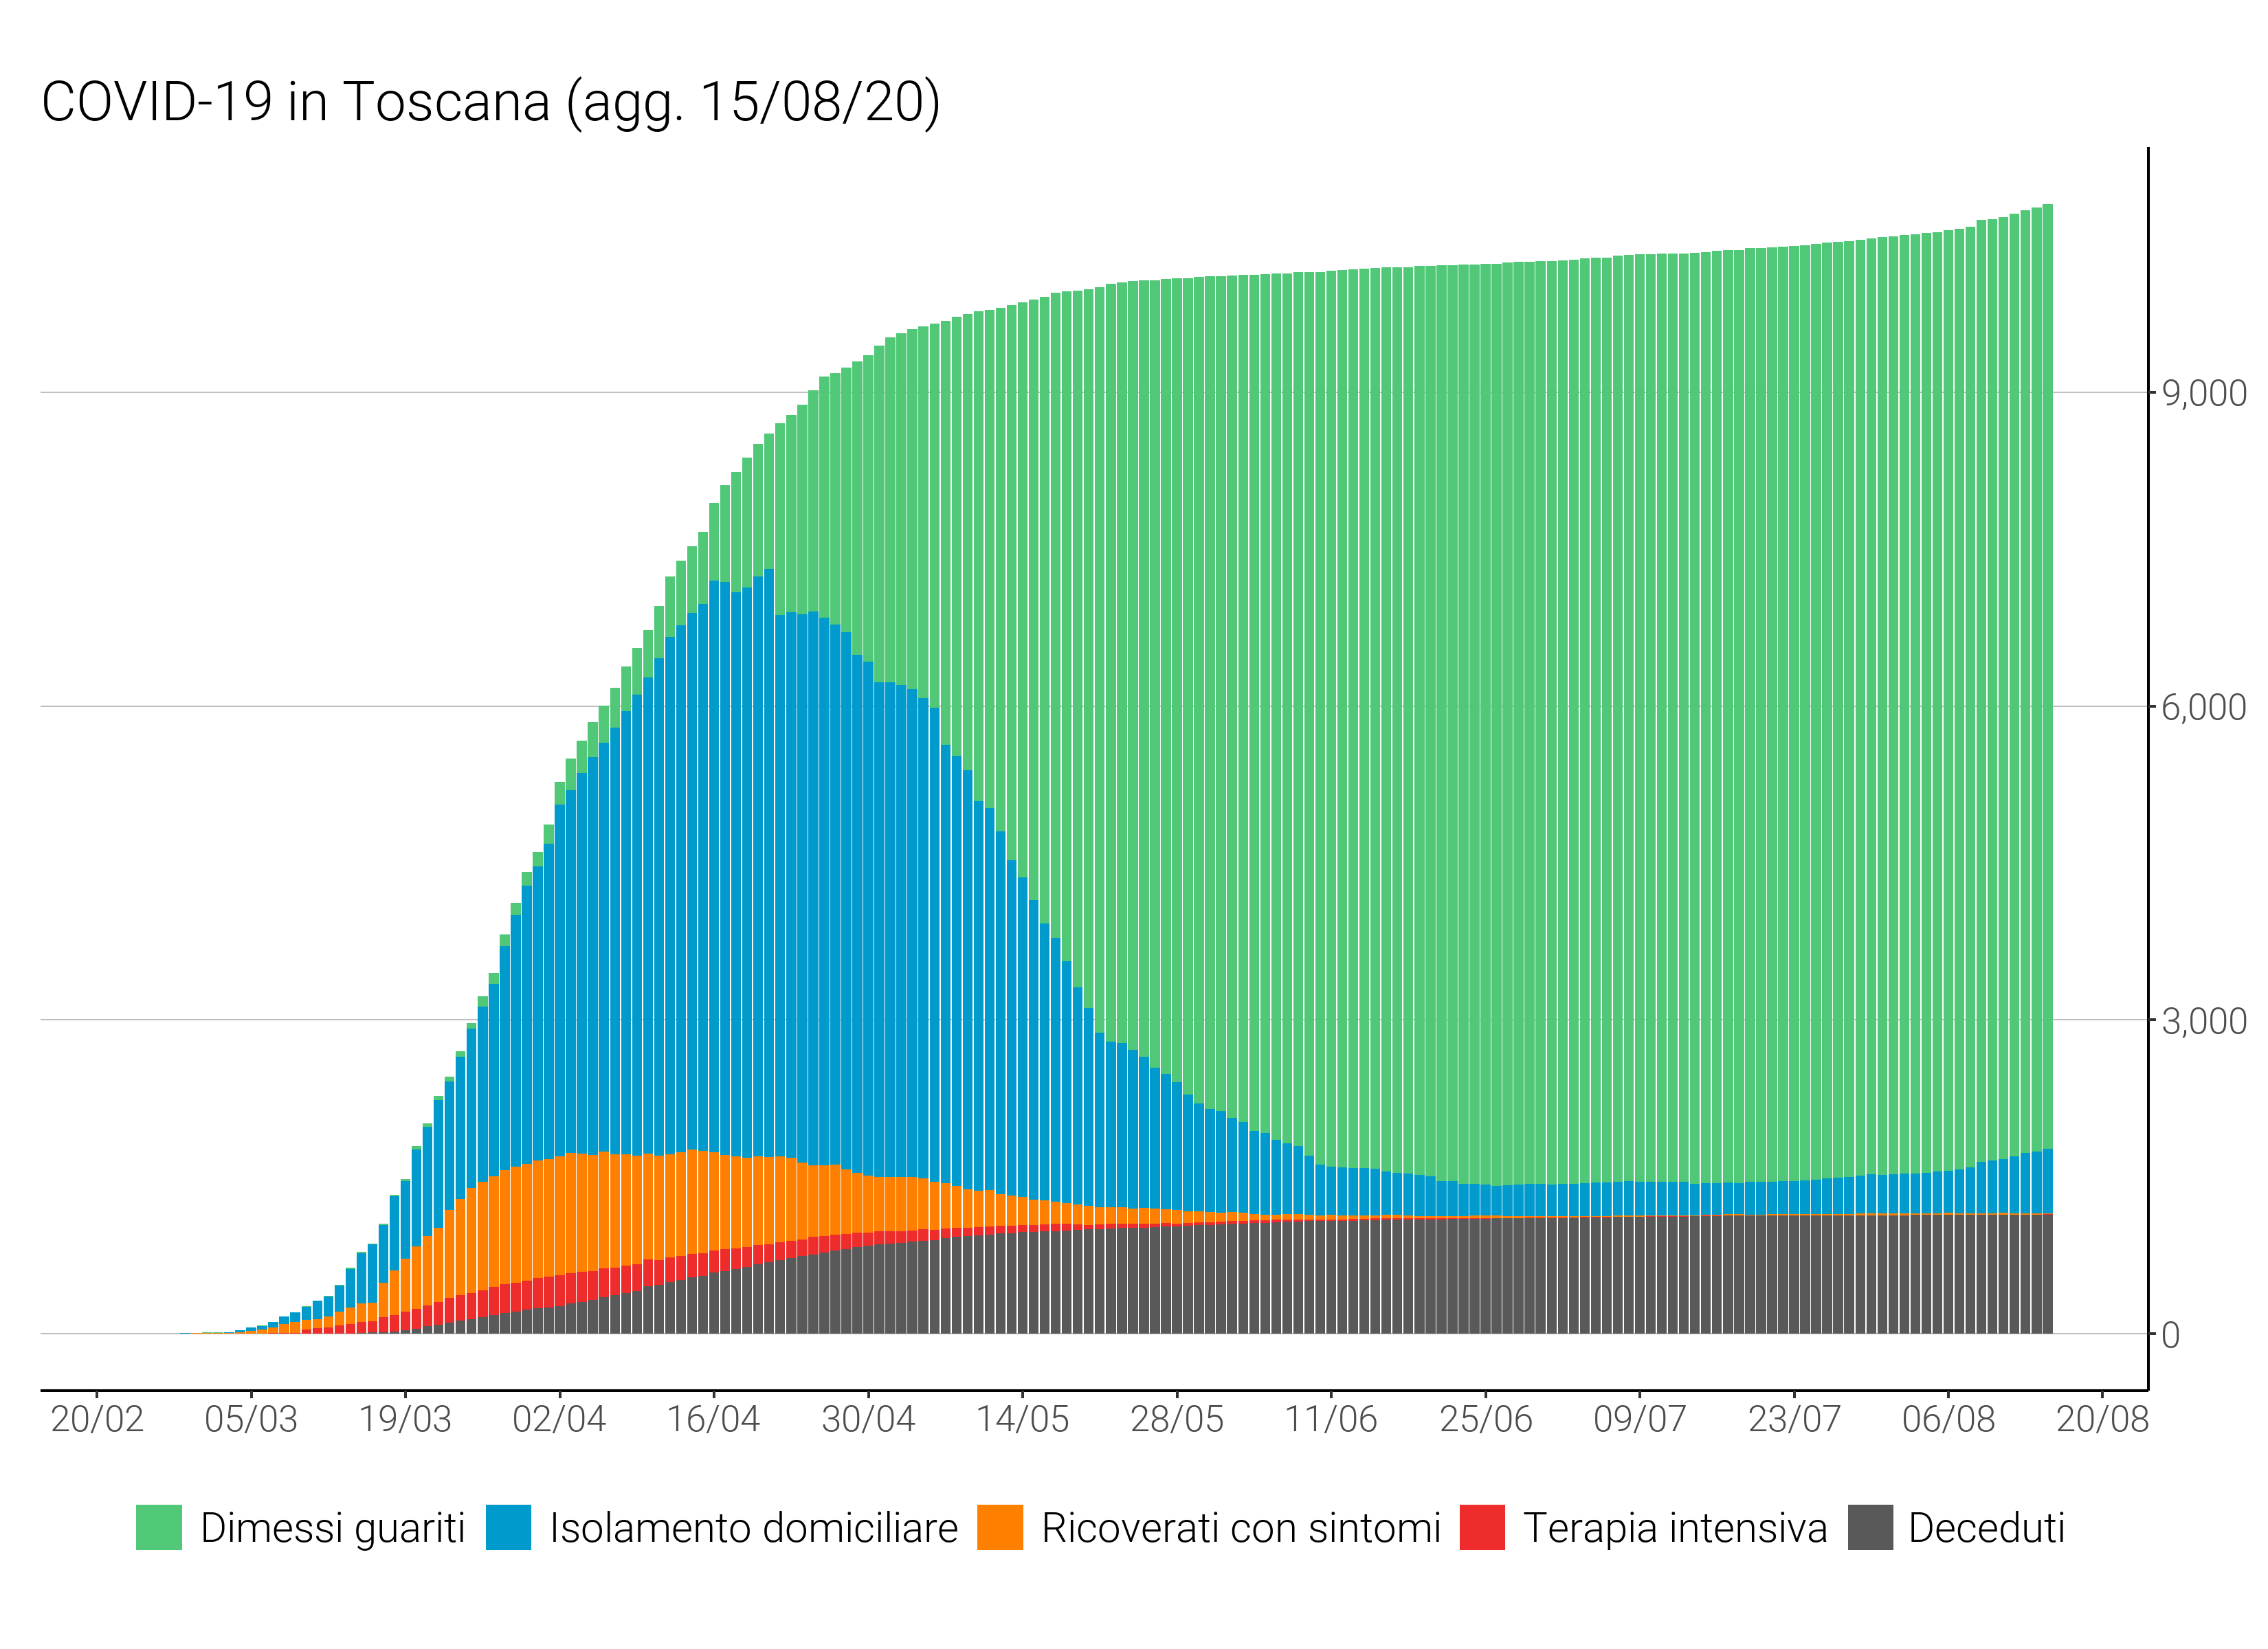 COVID-19 in Toscana (agg. 15/08/20)
9,000
6,000
3,000
0
20/02 05/03 19/03 02/04 16/04 30/04 14/05 28/05 11/06 25/06 09/07 23/07 06/08 20/08
Dimessi guariti Isolamento domiciliare Ricoverati con sintomi Terapia intensiva Deceduti